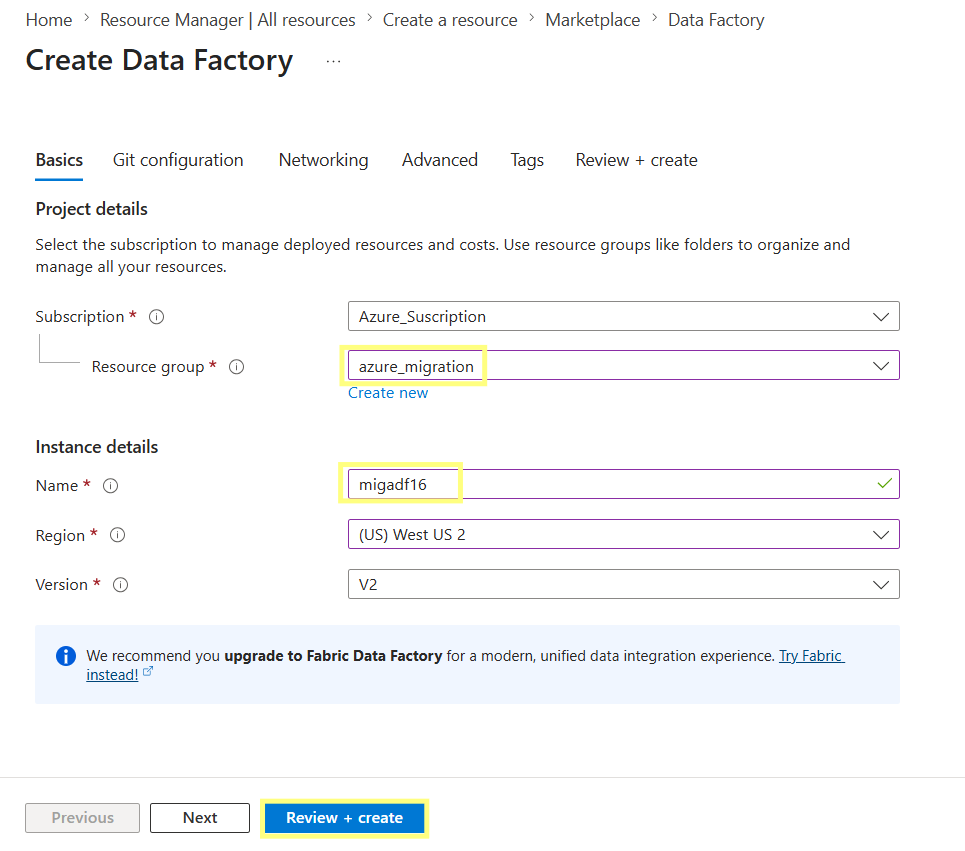 Home > Resource Manager | All resources > Create a resource > Marketplace > Data Factory
Create Data Factory ...
Basics Git configuration Networking Advanced Tags Review + create
Project details
Select the subscription to manage deployed resources and costs. Use resource groups like folders to organize and
manage all your resources.
Subscription * Azure_Suscription
Resource group * azure_migration
Create new
Instance details
Name * migadf16
Region * (US) West US 2
Version * V2
We recommend you upgrade to Fabric Data Factory for a modern, unified data integration experience. Try Fabric
instead!
Previous Next Review + create